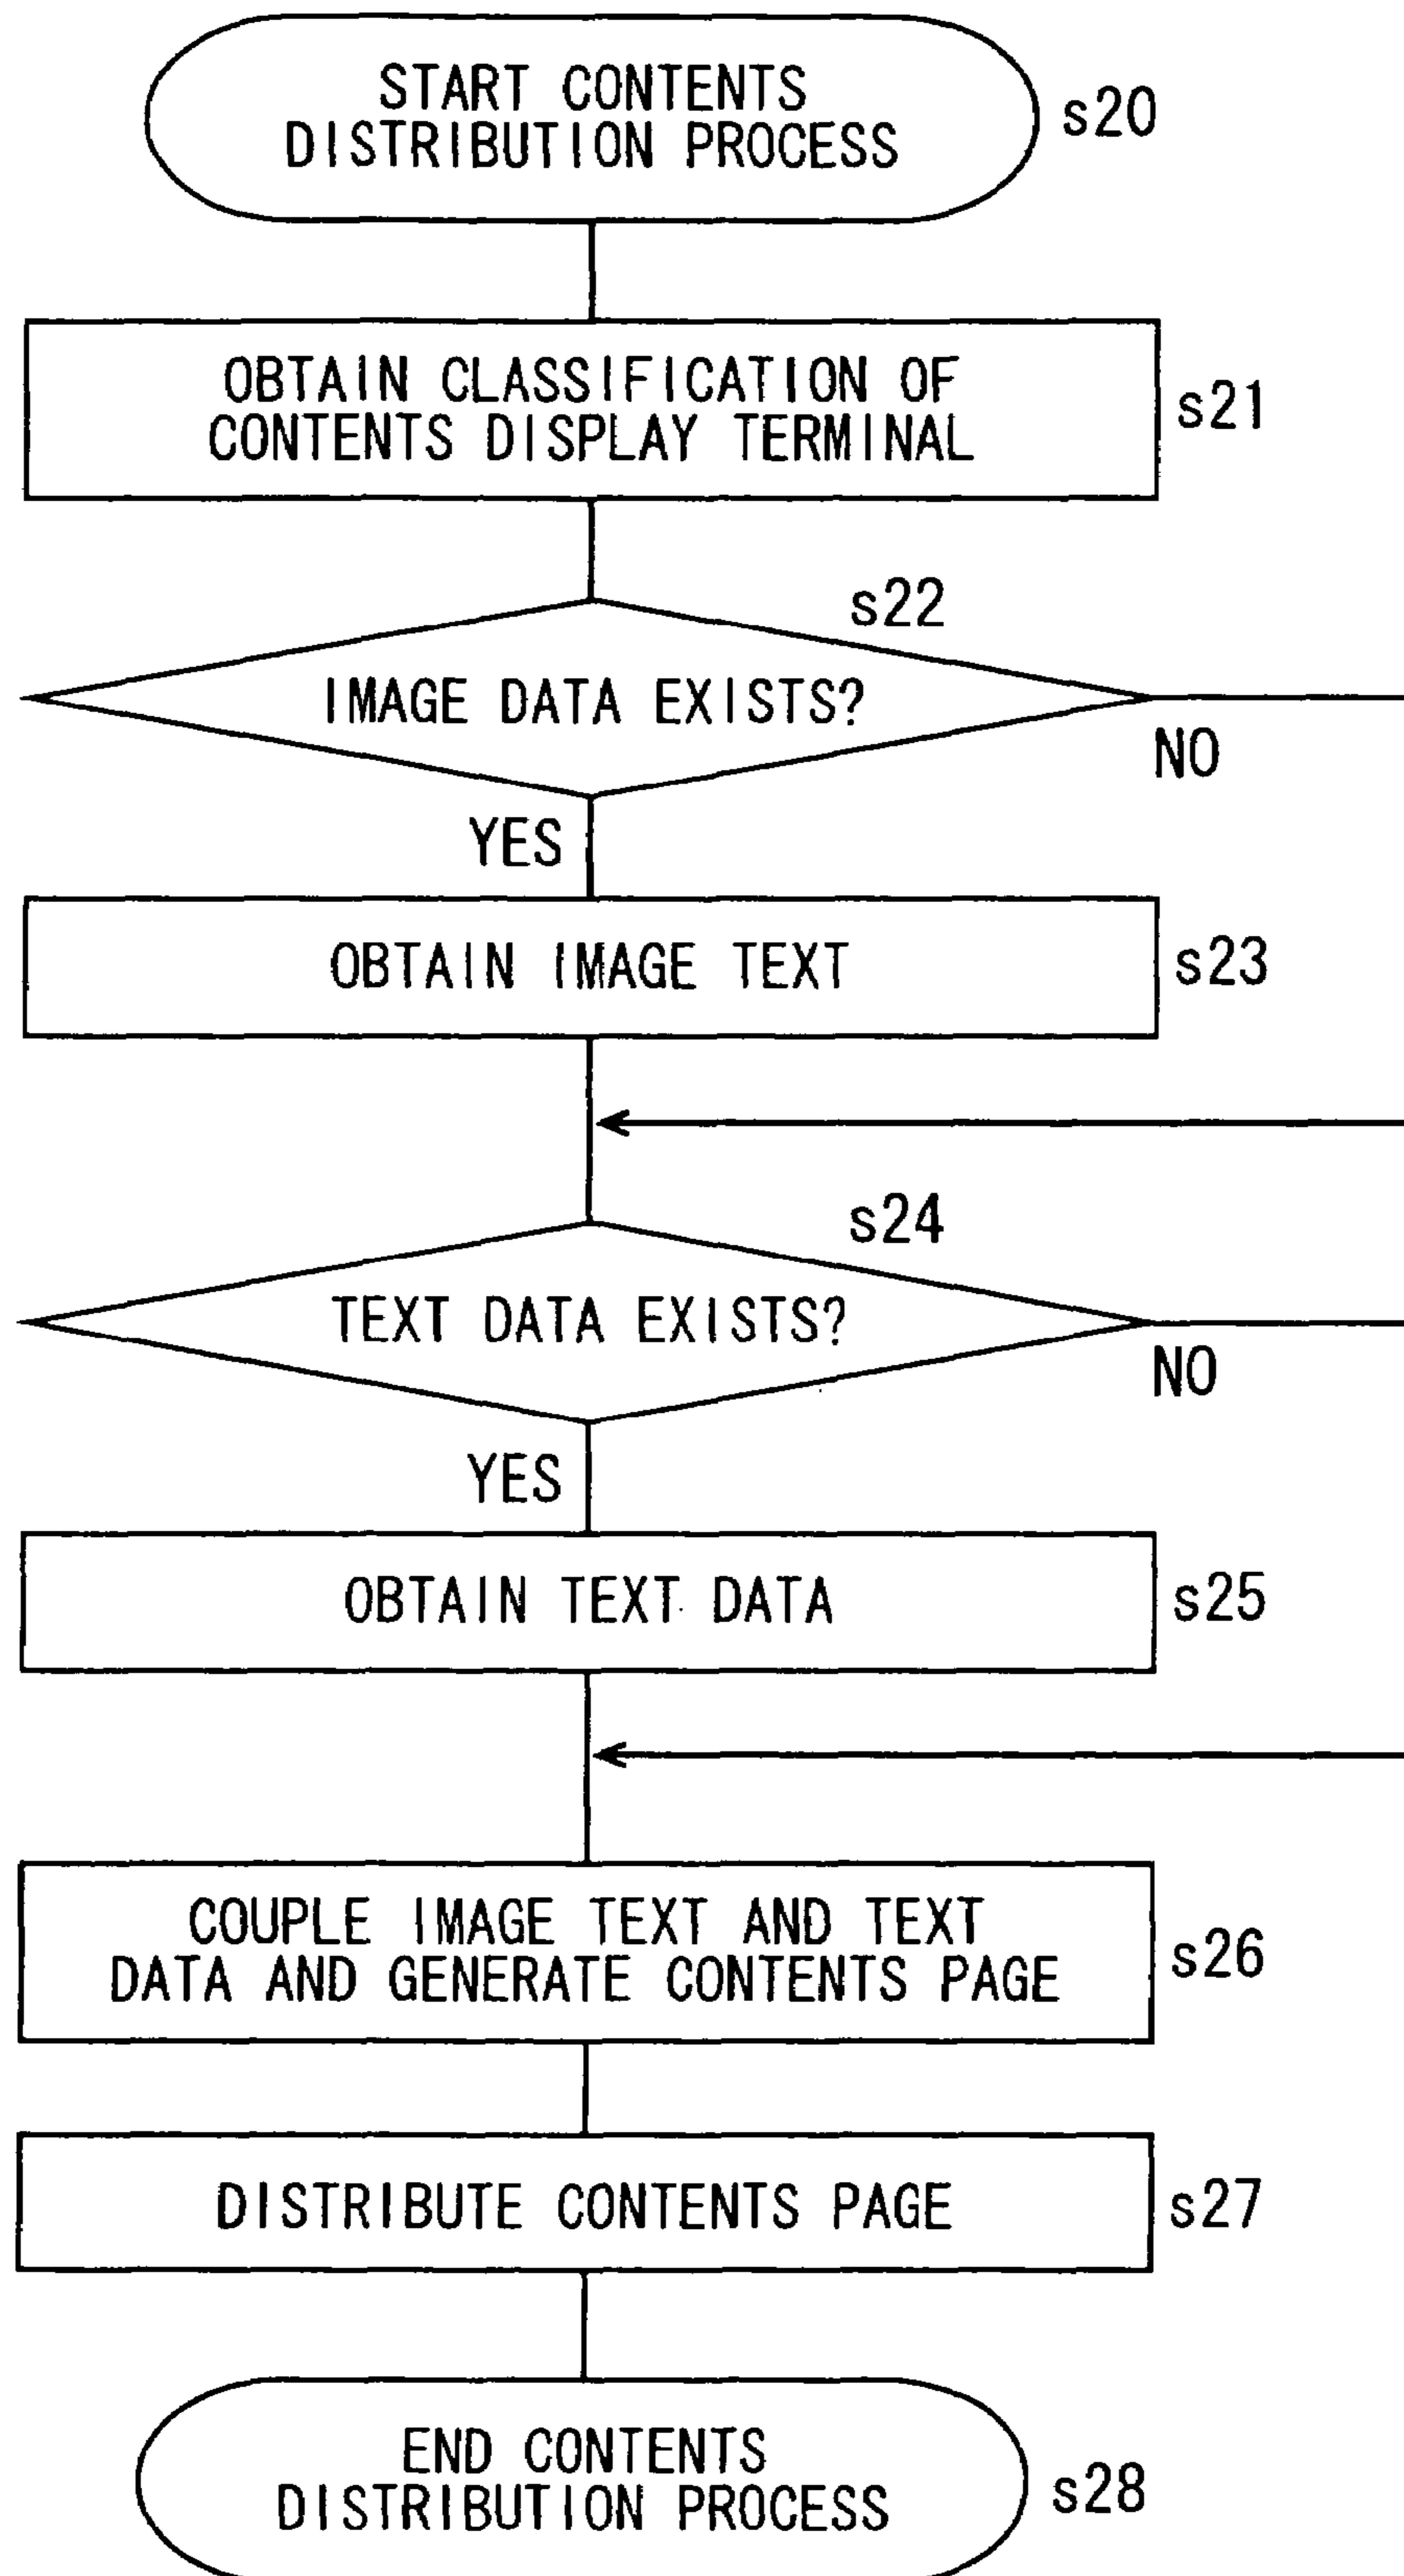 START CONTENTS
DISTRIBUTION PROCESS
s20
OBTAIN CLASSIFICATION OF
CONTENTS DISPLAY TERMINAL
s21
s22
IMAGE DATA EXISTS?
NO
YES
OBTAIN IMAGE TEXT
s23
s24
TEXT DATA EXISTS?
NO
YES
OBTAIN TEXT DATA
s25
COUPLE IMAGE TEXT AND TEXT
DATA AND GENERATE CONTENTS PAGE
s26
DISTRIBUTE CONTENTS PAGE
s27
END CONTENTS
DISTRIBUTION PROCESS
s28